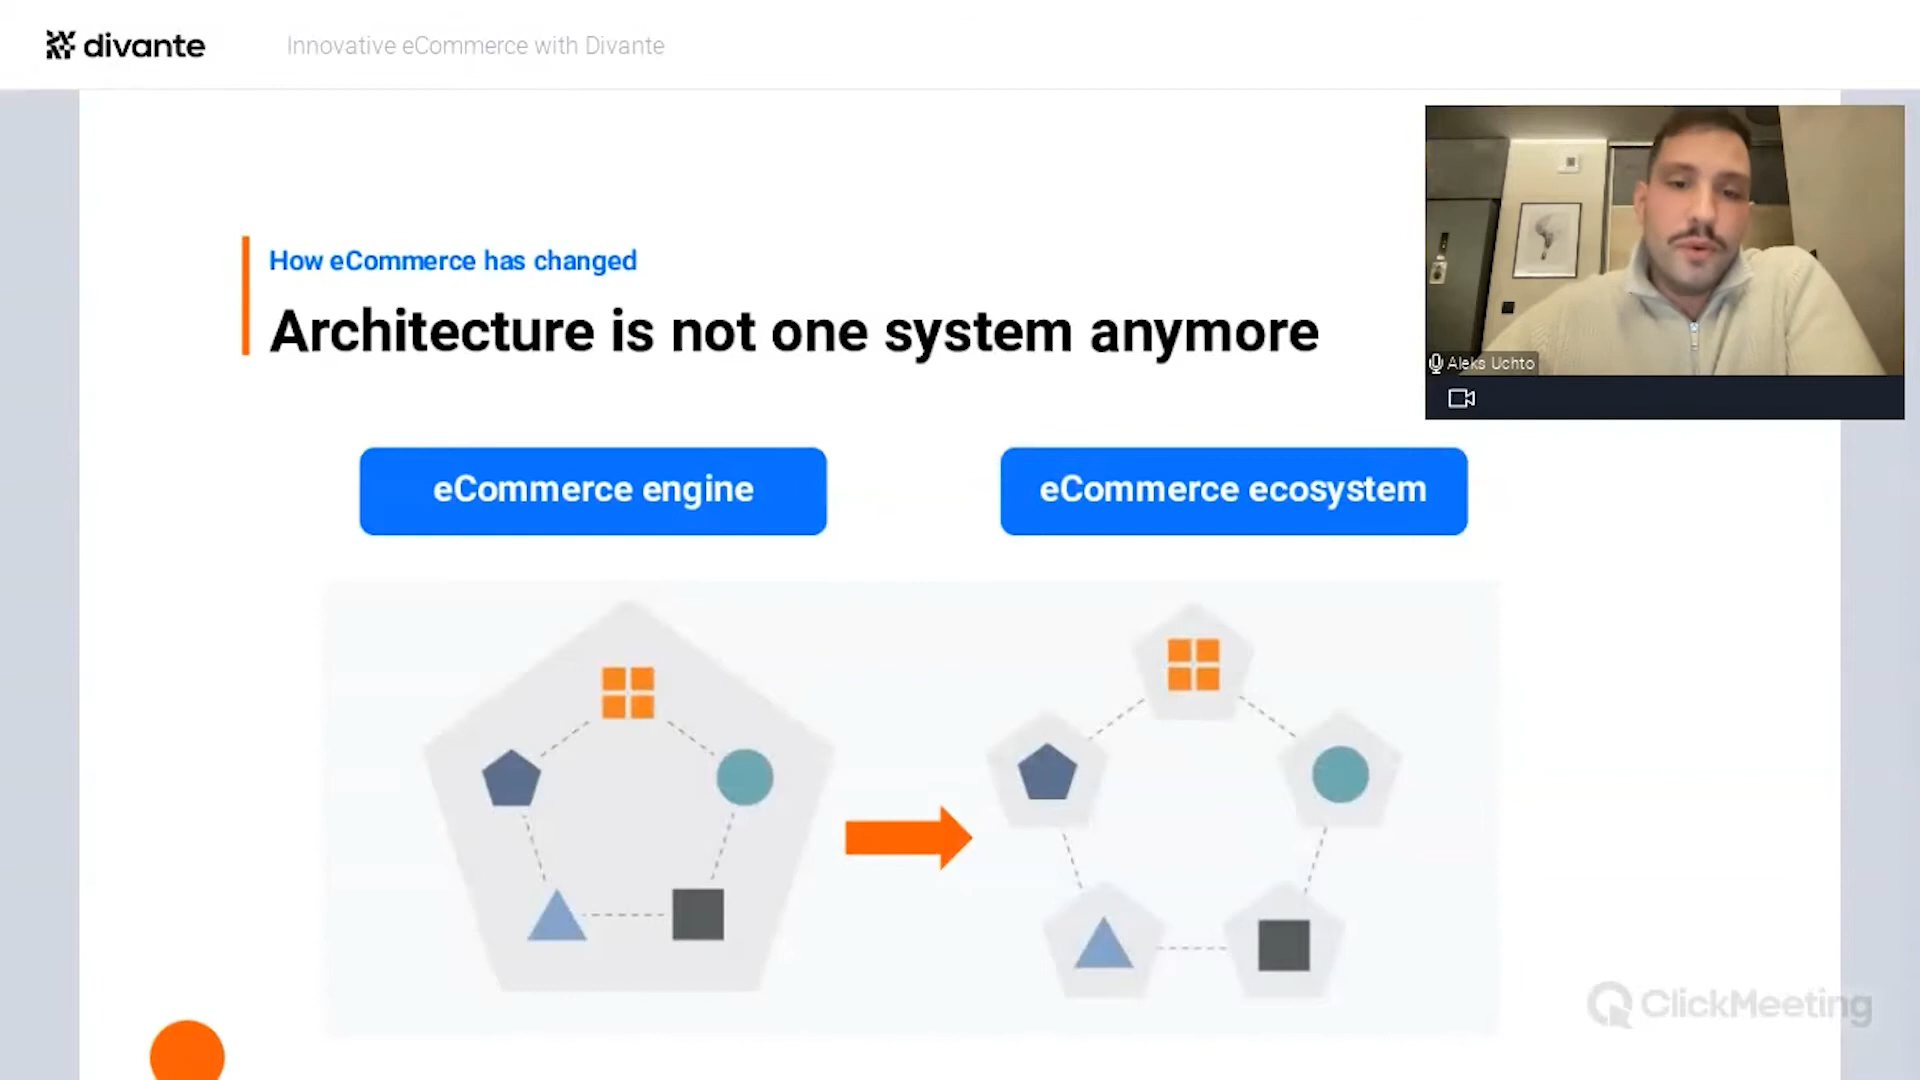 divante
Innovative eCommerce with Divante
How eCommerce has changed
Architecture is not one system anymore
Aleks Uchto
eCommerce engine
eCommerce ecosystem
ClickMeeting